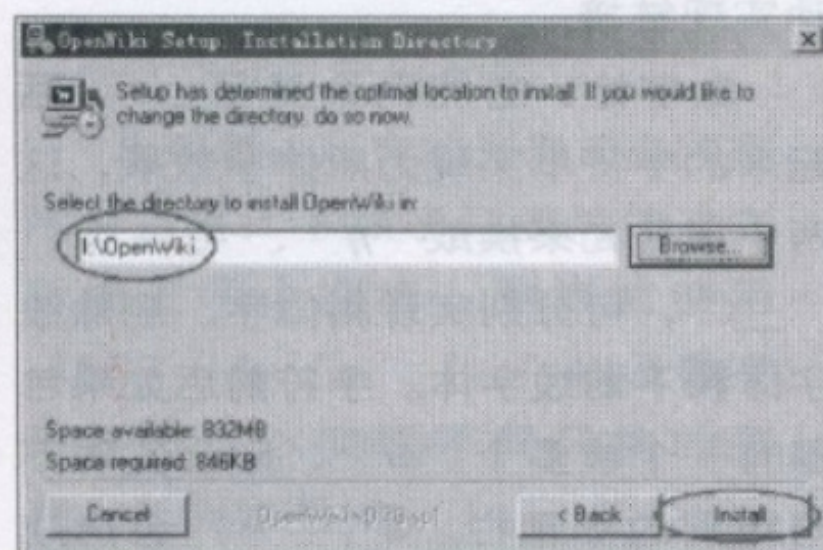 OpenWiki Setup: Installation Directory
Setup has determined the optimal location to install. If you would like to
change the directory, do so now.
Select the directory to install OpenWiki in:
I:\OpenWiki
Browse...
Space available: 832MB
Space required: 846KB
Cancel
< Back
Install